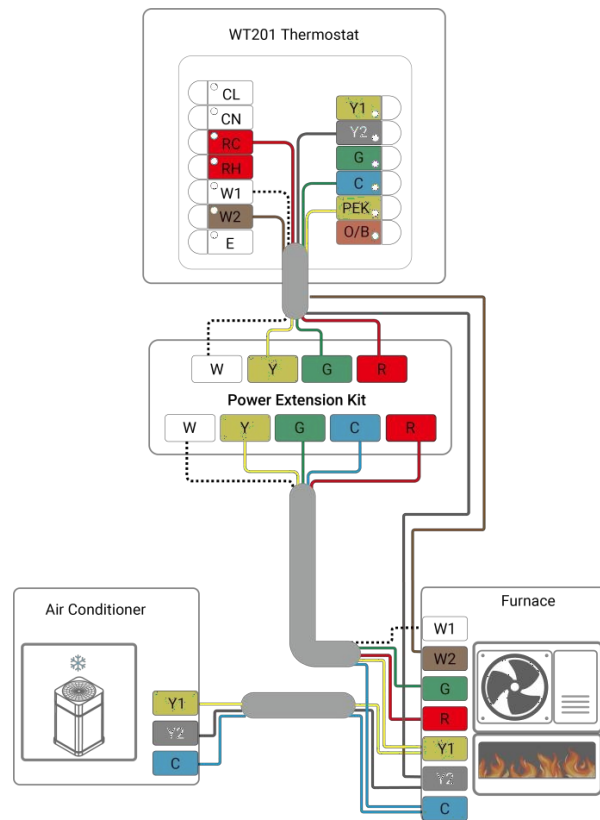 WT201 Thermostat
CL
CN
RC
RH
W1
W2
E
Y1
Y2
G
C
PEK
O/B
W Y G R
Power Extension Kit
W Y G C R
Air Conditioner
Y1
Y2
C
Furnace
W1
W2
G
R
Y1
Y2
C